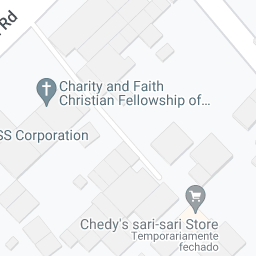 Rd
Charity and Faith
Christian Fellowship of...
SS Corporation
Chedy's sari-sari Store
Temporariamente
fechado